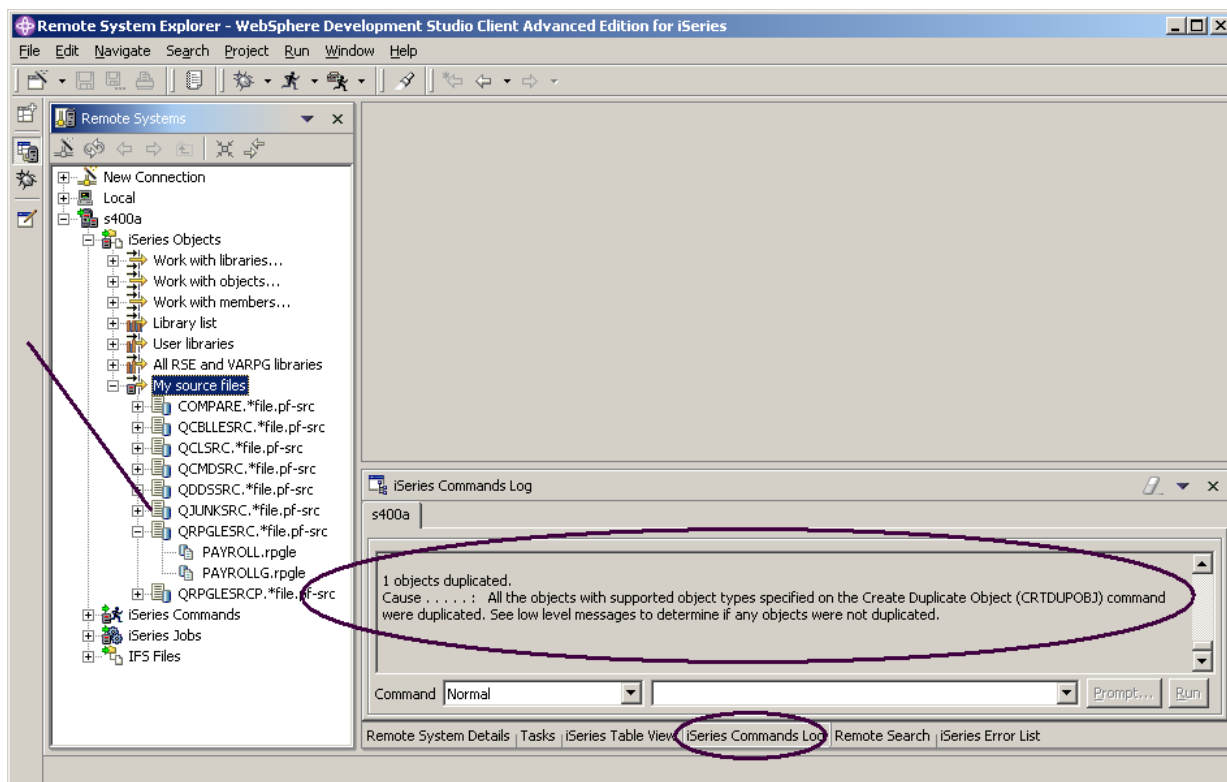 Remote System Explorer - WebSphere Development Studio Client Advanced Edition for iSeries
File Edit Navigate Search Project Run Window Help
Remote Systems
New Connection
Local
s400a
iSeries Objects
Work with libraries...
Work with objects...
Work with members...
Library list
User libraries
All RSE and VARPG libraries
My source files
COMPARE.*file.pf-src
QCBLLESRC.*file.pf-src
QCLSRC.*file.pf-src
QCMDSRC.*file.pf-src
QDDSSRC.*file.pf-src
QJUNKSRC.*file.pf-src
QRPGLESRC.*file.pf-src
PAYROLL.rpgle
PAYROLLG.rpgle
QRPGLESRCP.*file.pf-src
iSeries Commands
iSeries Jobs
IFS Files
iSeries Commands Log
s400a
1 objects duplicated.
Cause . . . . . : All the objects with supported object types specified on the Create Duplicate Object (CRTDUPOBJ) command
were duplicated. See low level messages to determine if any objects were not duplicated.
Command Normal Prompt... Run
Remote System Details Tasks iSeries Table View iSeries Commands Log Remote Search iSeries Error List